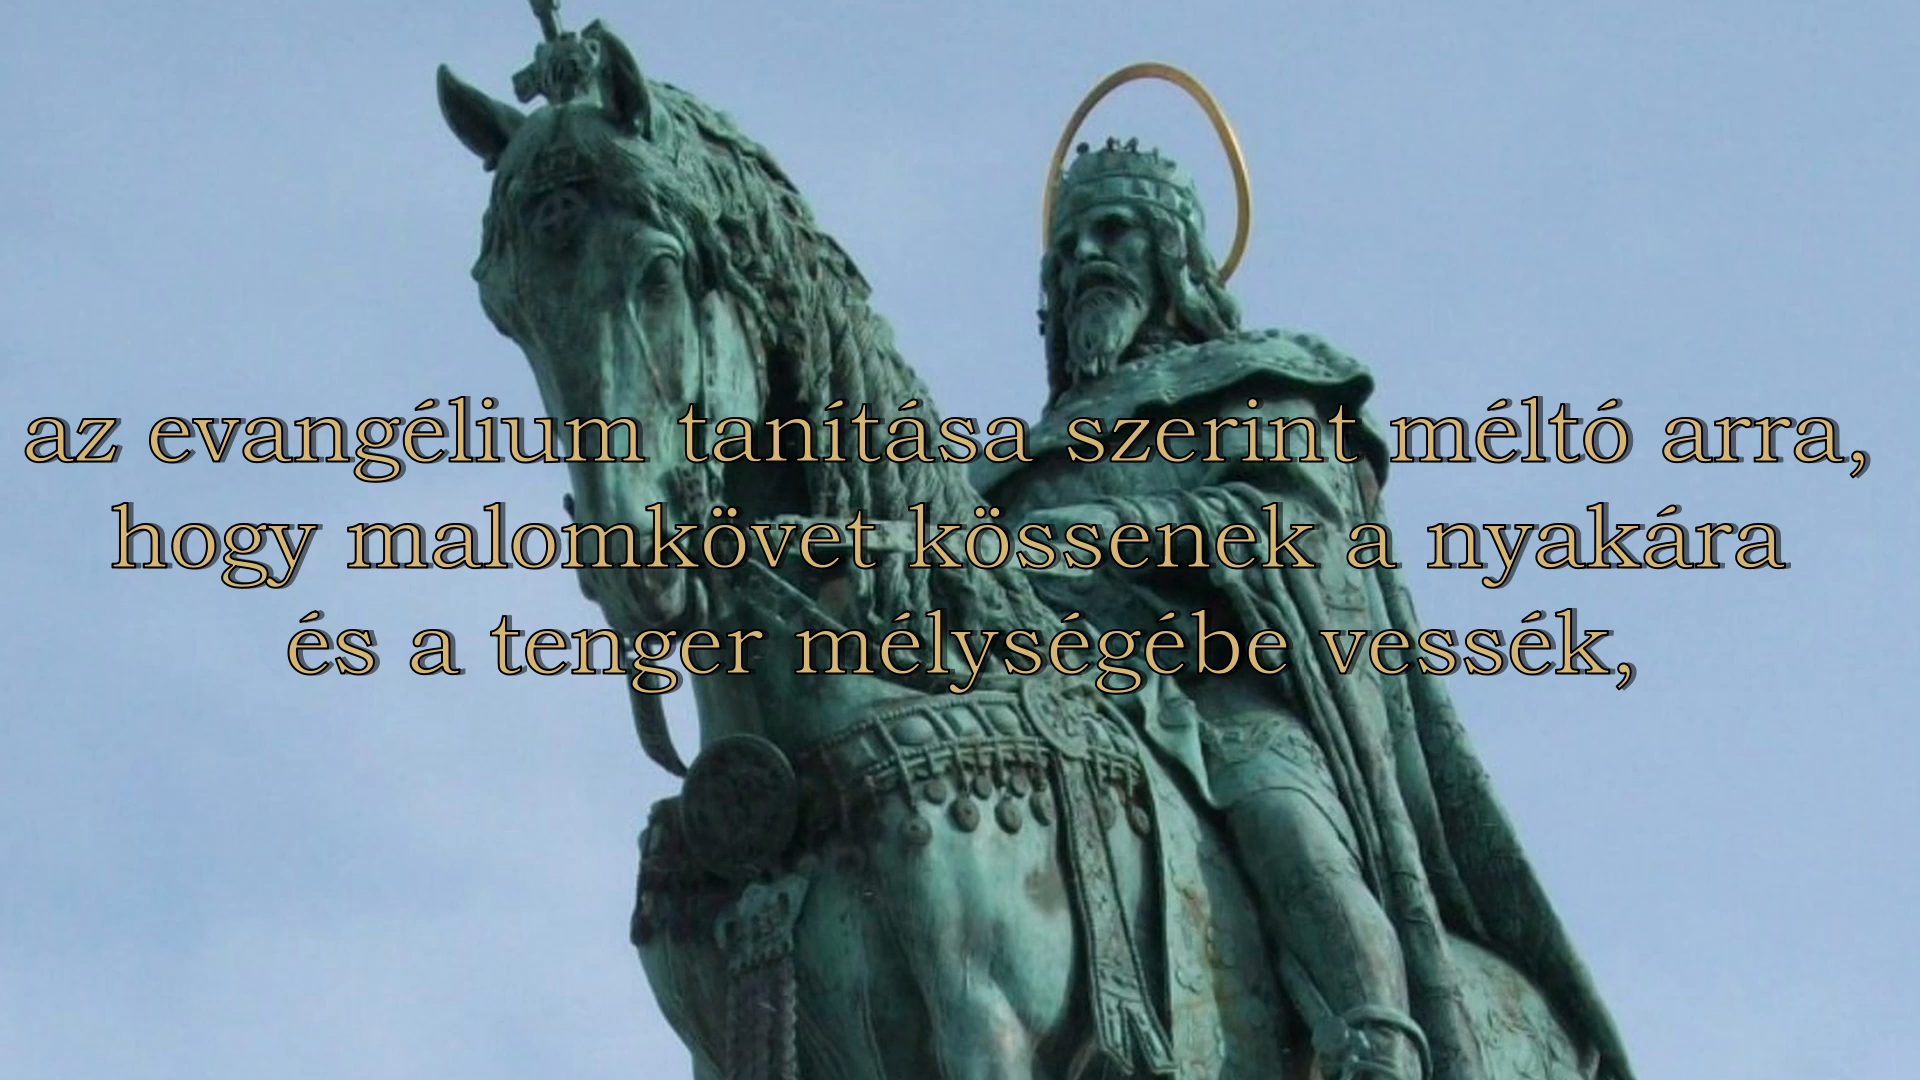 az evangélium tanítása szerint méltó arra,
hogy malomkövet kössenek a nyakára
és a tenger mélységébe vessék,